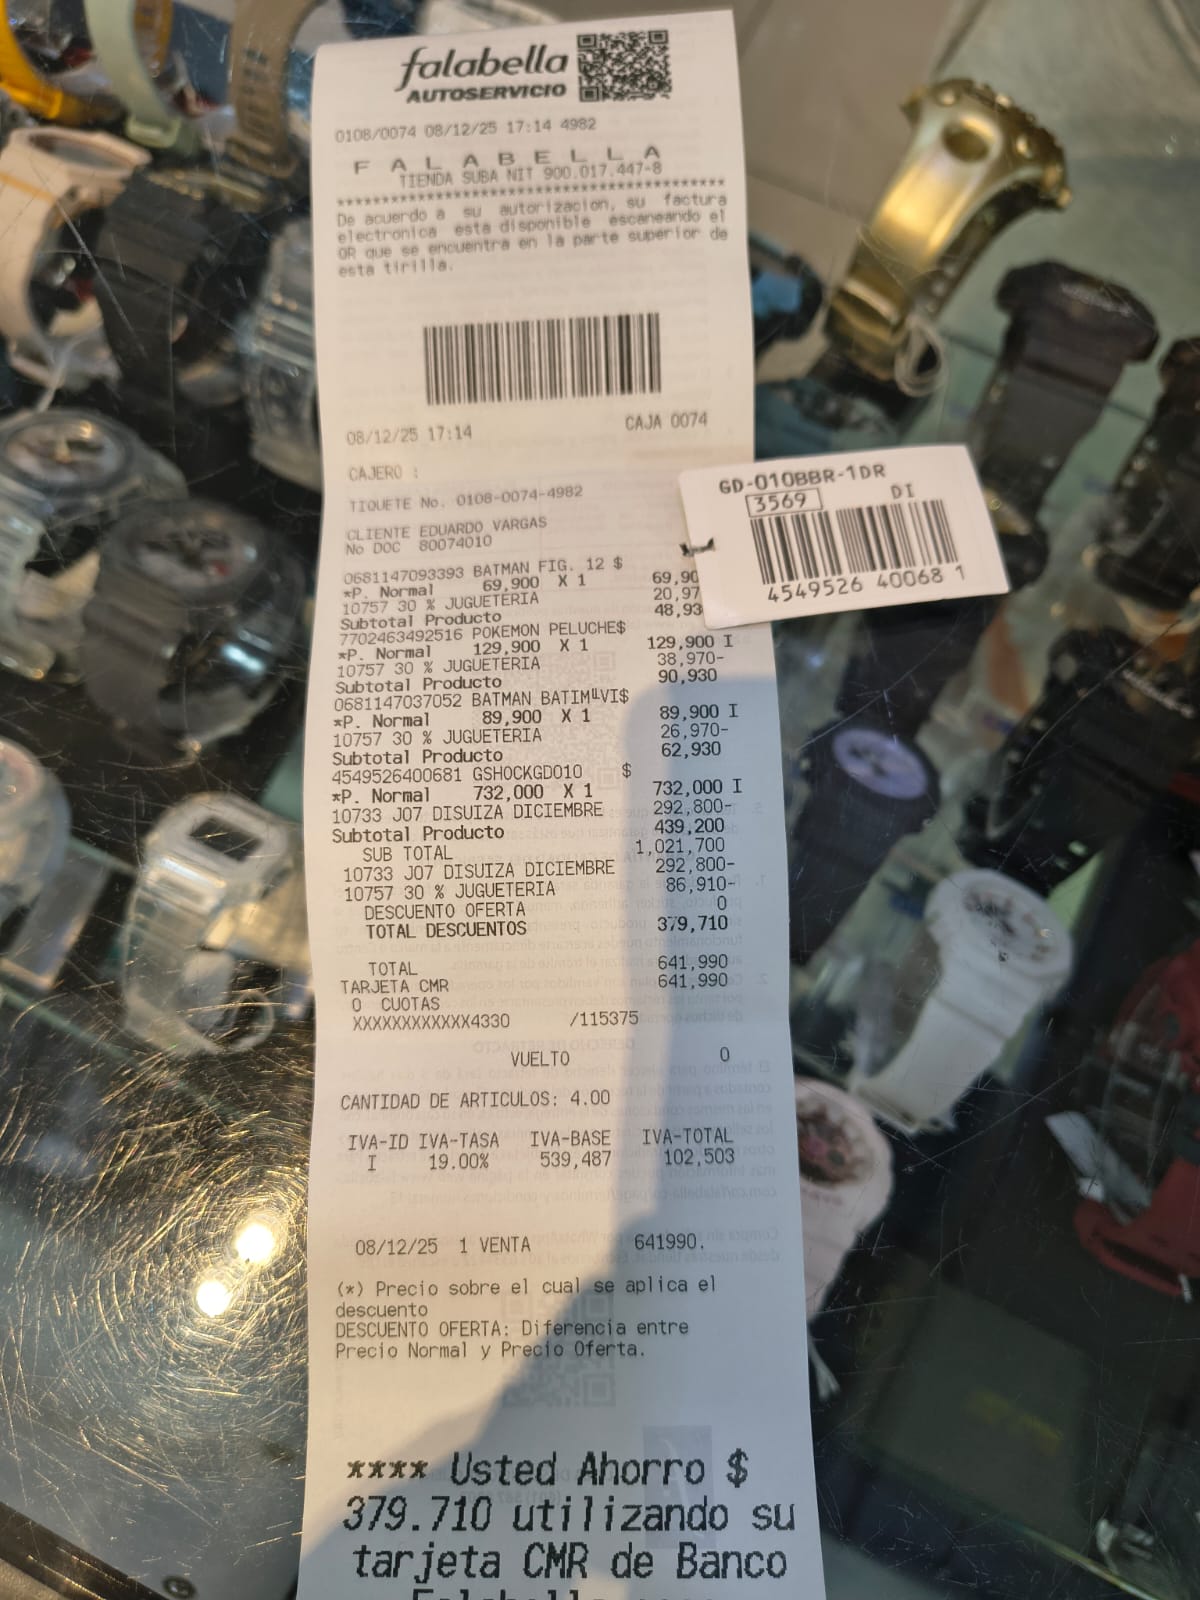 falabella
AUTOSERVICIO
0108/0074 08/12/25 17:14 4982
F A L A B E L L A
TIENDA SUBA NIT 900.017.447-8
****************************************
De acuerdo a su autorizacion, su factura
electronica esta disponible escaneando el
QR que se encuentra en la parte superior de
esta tirilla.
08/12/25 17:14 CAJA 0074
CAJERO :
TIQUETE No. 0108-0074-4982
CLIENTE EDUARDO VARGAS
No DOC 80074010
0681147093393 BATMAN FIG. 12 $
*P. Normal 69,900 X 1 69,90
10757 30 % JUGUETERIA 20,97
Subtotal Producto 48,93
7702463492516 POKEMON PELUCHE$
*P. Normal 129,900 X 1 129,900 I
10757 30 % JUGUETERIA 38,970-
Subtotal Producto 90,930
0681147037052 BATMAN BATIMLVI$
*P. Normal 89,900 X 1 89,900 I
10757 30 % JUGUETERIA 26,970-
Subtotal Producto 62,930
4549526400681 GSHOCKGD010 $
*P. Normal 732,000 X 1 732,000 I
10733 J07 DISUIZA DICIEMBRE 292,800-
Subtotal Producto 439,200
SUB TOTAL 1,021,700
10733 J07 DISUIZA DICIEMBRE 292,800-
10757 30 % JUGUETERIA 86,910-
DESCUENTO OFERTA 0
TOTAL DESCUENTOS 379,710
TOTAL 641,990
TARJETA CMR 641,990
0 CUOTAS
XXXXXXXXXXXX4330 /115375
VUELTO 0
CANTIDAD DE ARTICULOS: 4.00
IVA-ID IVA-TASA IVA-BASE IVA-TOTAL
I 19.00% 539,487 102,503
08/12/25 1 VENTA 641990.
(*) Precio sobre el cual se aplica el
descuento
DESCUENTO OFERTA: Diferencia entre
Precio Normal y Precio Oferta.
**** Usted Ahorro $
379.710 utilizando su
tarjeta CMR de Banco
GD-010BBR-1DR
3569 DI
4549526 40068 1